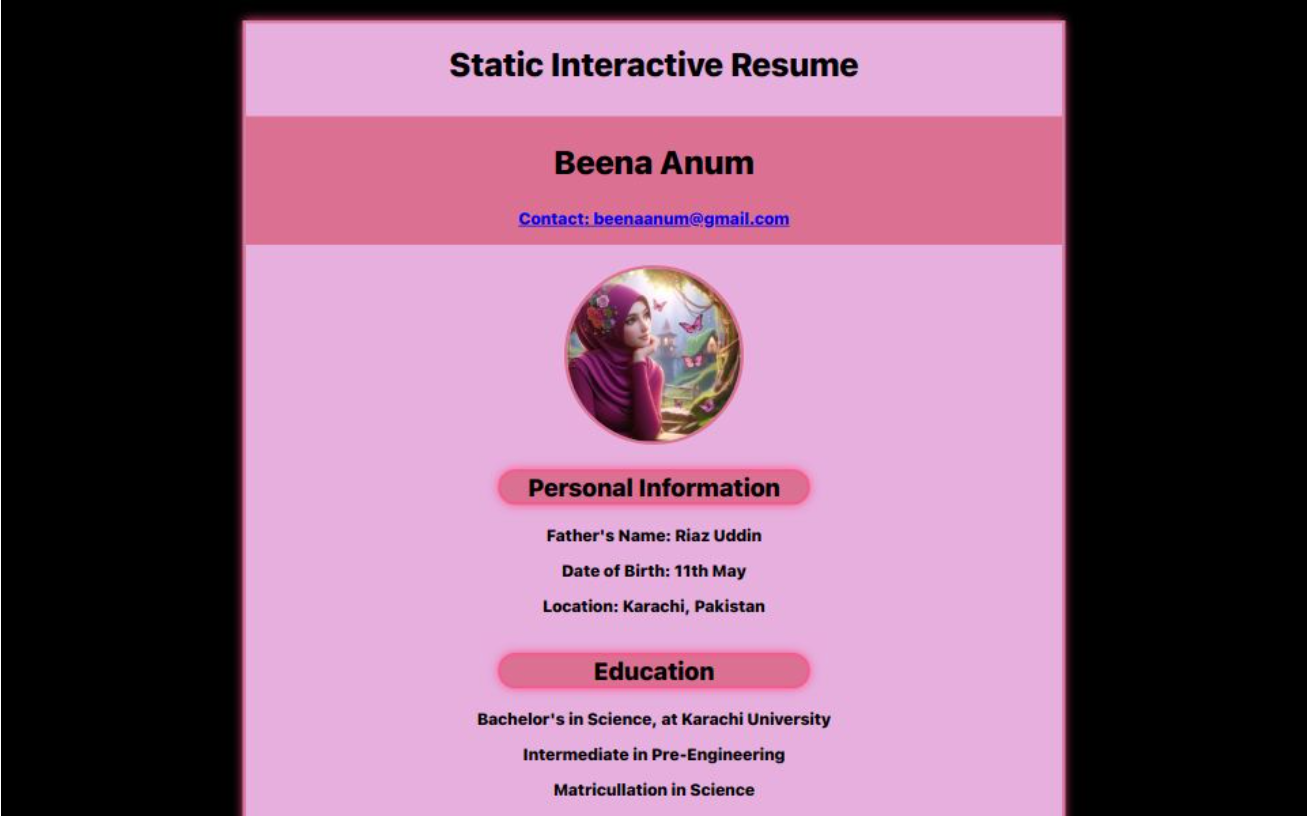 Static Interactive Resume
Beena Anum
Contact: beenaanum@gmail.com
Personal Information
Father's Name: Riaz Uddin
Date of Birth: 11th May
Location: Karachi, Pakistan
Education
Bachelor's in Science, at Karachi University
Intermediate in Pre-Engineering
Matricullation in Science